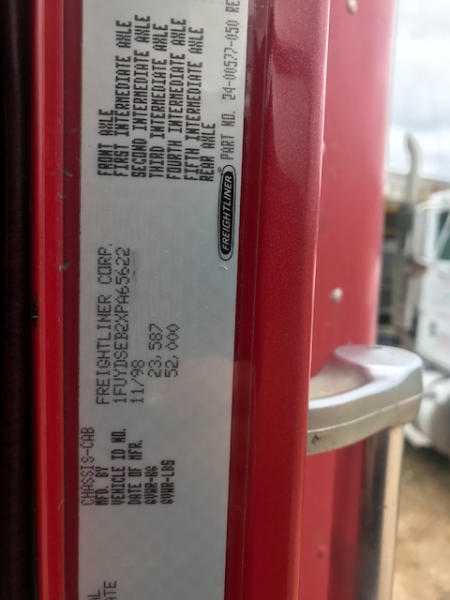 CHASSIS-CAB
MFD. BY FREIGHTLINER CORP.
VEHICLE ID NO. 1FUYDSEB2XPA65622
DATE OF MFR. 11/98
GVWR-KG 23,587
GVWR-LBS 52,000
FRONT AXLE
FIRST INTERMEDIATE AXLE
SECOND INTERMEDIATE AXLE
THIRD INTERMEDIATE AXLE
FOURTH INTERMEDIATE AXLE
FIFTH INTERMEDIATE AXLE
REAR AXLE
FREIGHTLINER
PART NO. 24-00577-050 RE